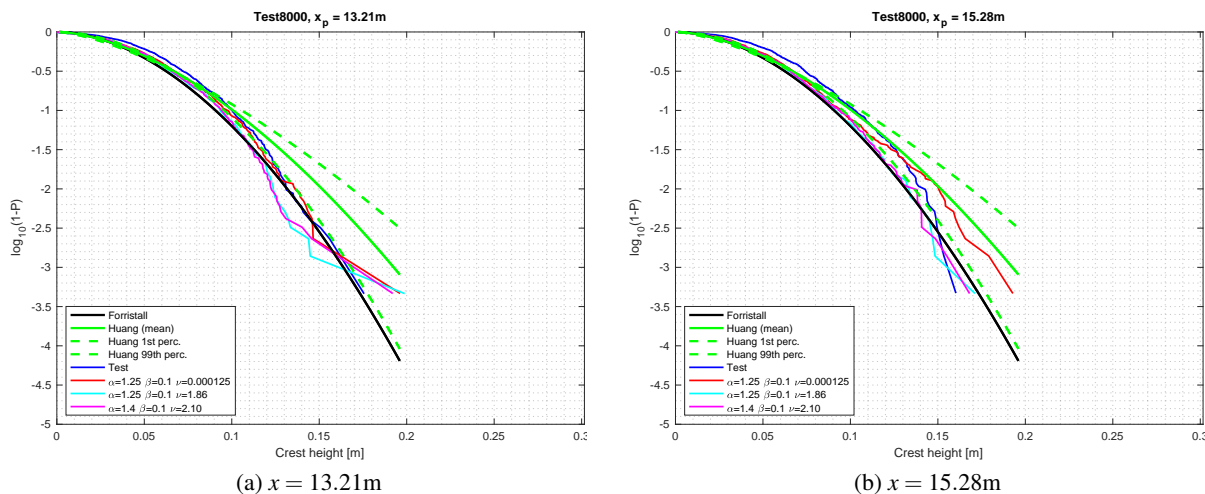 Test8000, xp = 13.21m
0
-0.5
-1
-1.5
-2
-2.5
-3
-3.5
-4
-4.5
-5
log10(1-P)
Forristall
Huang (mean)
Huang 1st perc.
Huang 99th perc.
Test
α=1.25 β=0.1 ν=0.000125
α=1.25 β=0.1 ν=1.86
α=1.4 β=0.1 ν=2.10
0 0.05 0.1 0.15 0.2 0.25 0.3
Crest height [m]
(a) x = 13.21m
Test8000, xp = 15.28m
0
-0.5
-1
-1.5
-2
-2.5
-3
-3.5
-4
-4.5
-5
log10(1-P)
Forristall
Huang (mean)
Huang 1st perc.
Huang 99th perc.
Test
α=1.25 β=0.1 ν=0.000125
α=1.25 β=0.1 ν=1.86
α=1.4 β=0.1 ν=2.10
0 0.05 0.1 0.15 0.2 0.25 0.3
Crest height [m]
(b) x = 15.28m